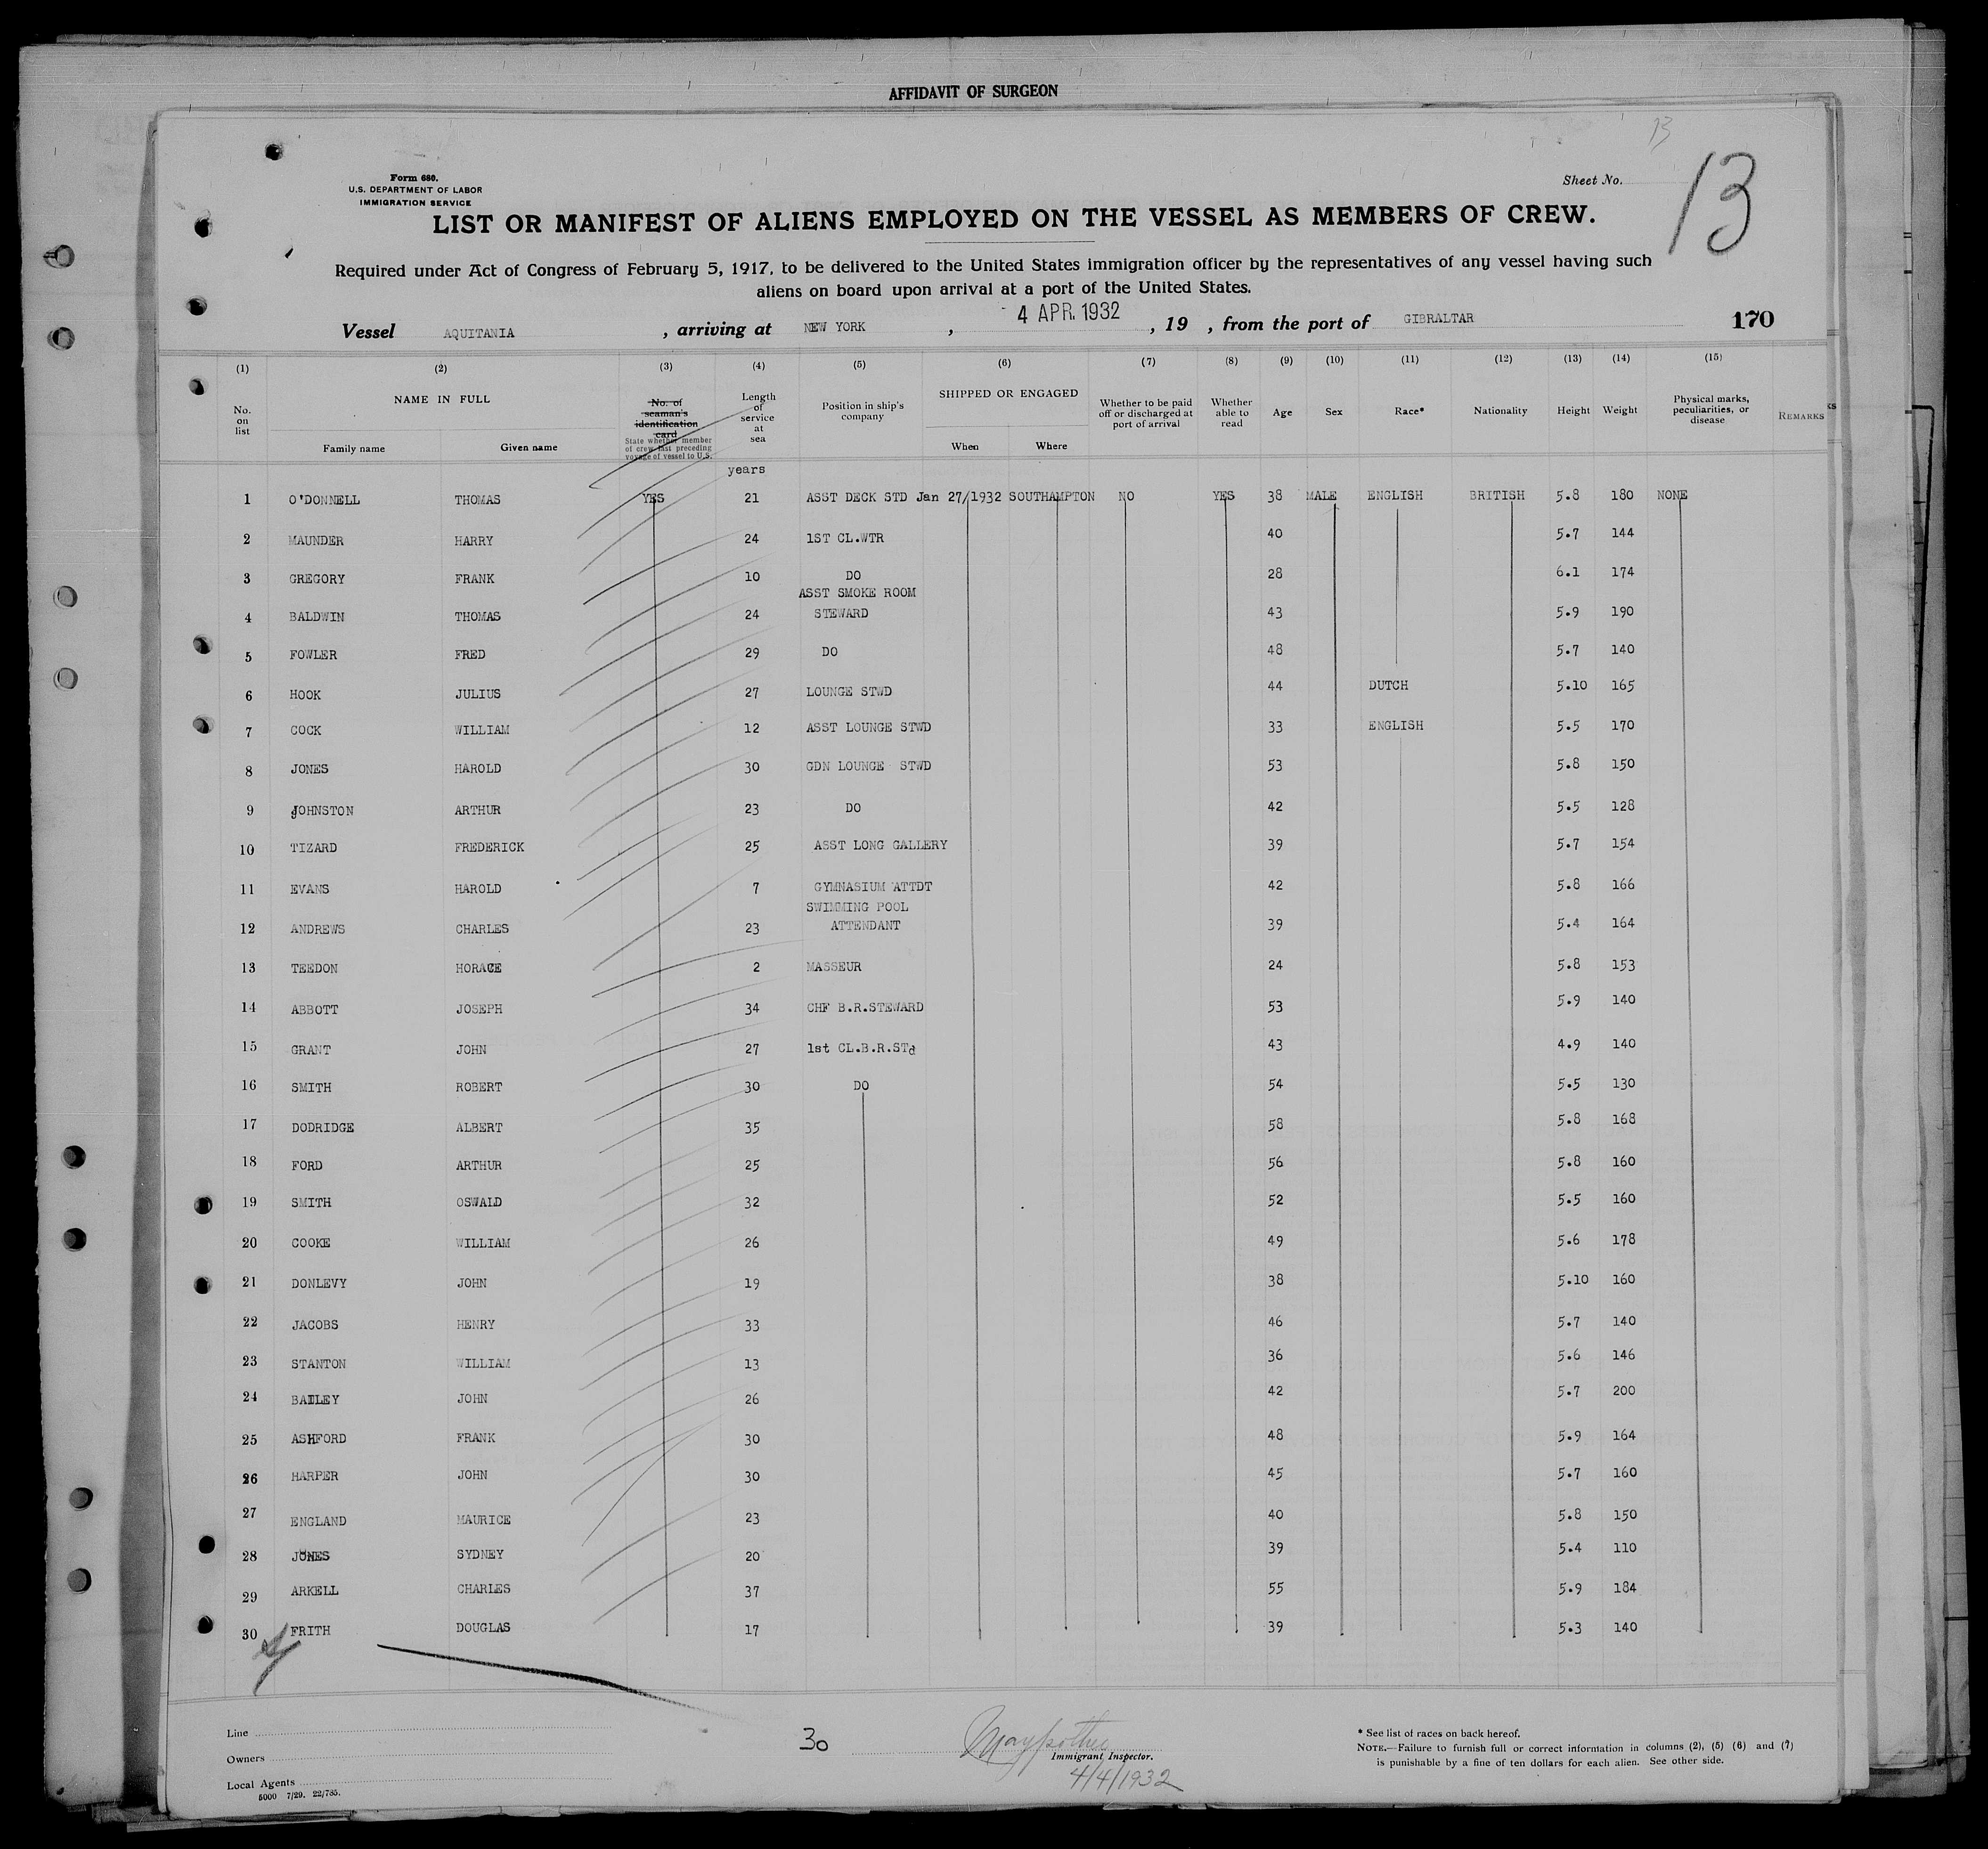 AFFIDAVIT OF SURGEON
13
Form 680.
U.S. DEPARTMENT OF LABOR
IMMIGRATION SERVICE
Sheet No. 13
LIST OR MANIFEST OF ALIENS EMPLOYED ON THE VESSEL AS MEMBERS OF CREW.
Required under Act of Congress of February 5, 1917, to be delivered to the United States immigration officer by the representatives of any vessel having such
aliens on board upon arrival at a port of the United States.
Vessel AQUITANIA , arriving at NEW YORK , 4 APR. 1932 , 19 , from the port of GIBRALTAR 170
(1) (2) (3) (4) (5) (6) (7) (8) (9) (10) (11) (12) (13) (14) (15)
No. on list NAME IN FULL Family name Given name No. of seaman's identification card State whether member of crew last preceding voyage of vessel to U.S. Length of service at sea Position in ship's company SHIPPED OR ENGAGED When Where Whether to be paid off or discharged at port of arrival Whether able to read Age Sex Race* Nationality Height Weight Physical marks, peculiarities, or disease REMARKS
years
1 O'DONNELL THOMAS YES 21 ASST DECK STD Jan 27/1932 SOUTHAMPTON NO YES 38 MALE ENGLISH BRITISH 5.8 180 NONE
2 MAUNDER HARRY 24 1ST CL.WTR 40 5.7 144
3 GREGORY FRANK 10 DO 28 6.1 174
4 BALDWIN THOMAS 24 ASST SMOKE ROOM STEWARD 43 5.9 190
5 FOWLER FRED 29 DO 48 5.7 140
6 HOOK JULIUS 27 LOUNGE STWD 44 DUTCH 5.10 165
7 COCK WILLIAM 12 ASST LOUNGE STWD 33 ENGLISH 5.5 170
8 JONES HAROLD 30 GDN LOUNGE STWD 53 5.8 150
9 JOHNSTON ARTHUR 23 DO 42 5.5 128
10 TIZARD FREDERICK 25 ASST LONG GALLERY 39 5.7 154
11 EVANS HAROLD 7 GYMNASIUM ATTDT 42 5.8 166
12 ANDREWS CHARLES 23 SWIMMING POOL ATTENDANT 39 5.4 164
13 TEEDON HORACE 2 MASSEUR 24 5.8 153
14 ABBOTT JOSEPH 34 CHF B.R.STEWARD 53 5.9 140
15 GRANT JOHN 27 1st CL.B.R.STd 43 4.9 140
16 SMITH ROBERT 30 DO 54 5.5 130
17 DODRIDGE ALBERT 35 58 5.8 168
18 FORD ARTHUR 25 56 5.8 160
19 SMITH OSWALD 32 52 5.5 160
20 COOKE WILLIAM 26 49 5.6 178
21 DONLEVY JOHN 19 38 5.10 160
22 JACOBS HENRY 33 46 5.7 140
23 STANTON WILLIAM 13 36 5.6 146
24 BAILEY JOHN 26 42 5.7 200
25 ASHFORD FRANK 30 48 5.9 164
26 HARPER JOHN 30 45 5.7 160
27 ENGLAND MAURICE 23 40 5.8 150
28 JONES SYDNEY 20 39 5.4 110
29 ARKELL CHARLES 37 55 5.9 184
30 FRITH DOUGLAS 17 39 5.3 140
Line
Owners
Local Agents
5000 7/29. 22/785.
30
Immigrant Inspector.
4/4/1932
* See list of races on back hereof.
NOTE.—Failure to furnish full or correct information in columns (2), (5) (6) and (7)
is punishable by a fine of ten dollars for each alien. See other side.